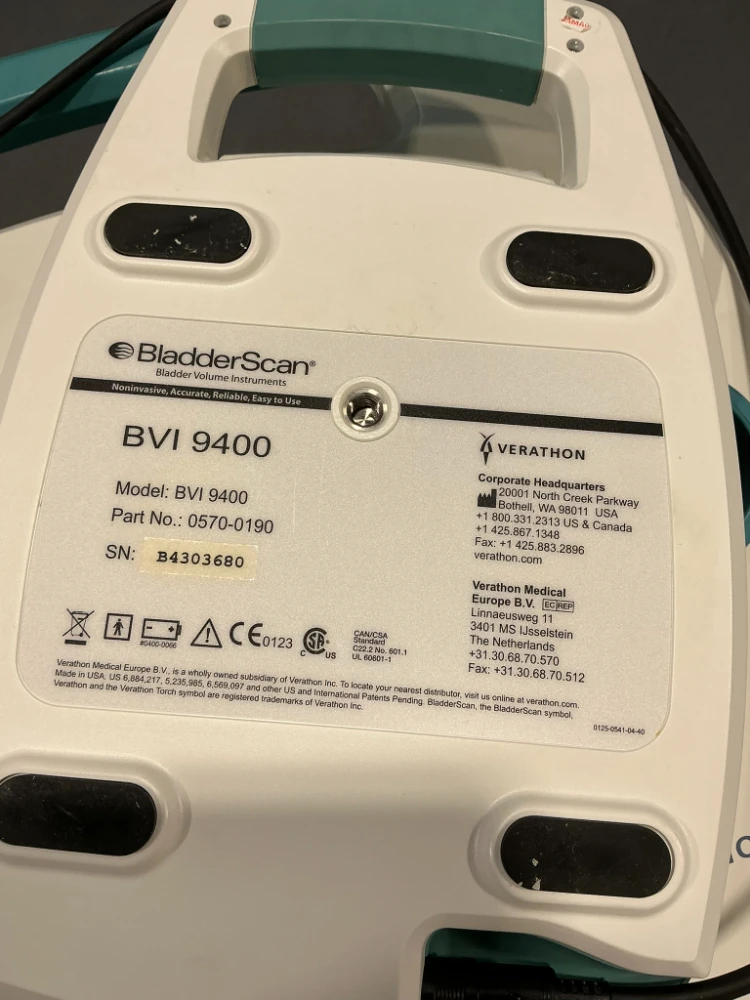 BladderScan®
Bladder Volume Instruments
Noninvasive, Accurate, Reliable, Easy to Use
BVI 9400
Model: BVI 9400
Part No.: 0570-0190
SN: B4303680
#0400-0066
CE0123
CSA®
C US
CAN/CSA
Standard
C22.2 No. 601.1
UL 60601-1
VERATHON
Corporate Headquarters
20001 North Creek Parkway
Bothell, WA 98011 USA
+1 800.331.2313 US & Canada
+1 425.867.1348
Fax: +1 425.883.2896
verathon.com
Verathon Medical
Europe B.V. EC REP
Linnaeusweg 11
3401 MS IJsselstein
The Netherlands
+31.30.68.70.570
Fax: +31.30.68.70.512
Verathon Medical Europe B.V., is a wholly owned subsidiary of Verathon Inc. To locate your nearest distributor, visit us online at verathon.com.
Made in USA. US 6,884,217, 5,235,985, 6,569,097 and other US and International Patents Pending. BladderScan, the BladderScan symbol,
Verathon and the Verathon Torch symbol are registered trademarks of Verathon Inc.
0125-0541-04-40